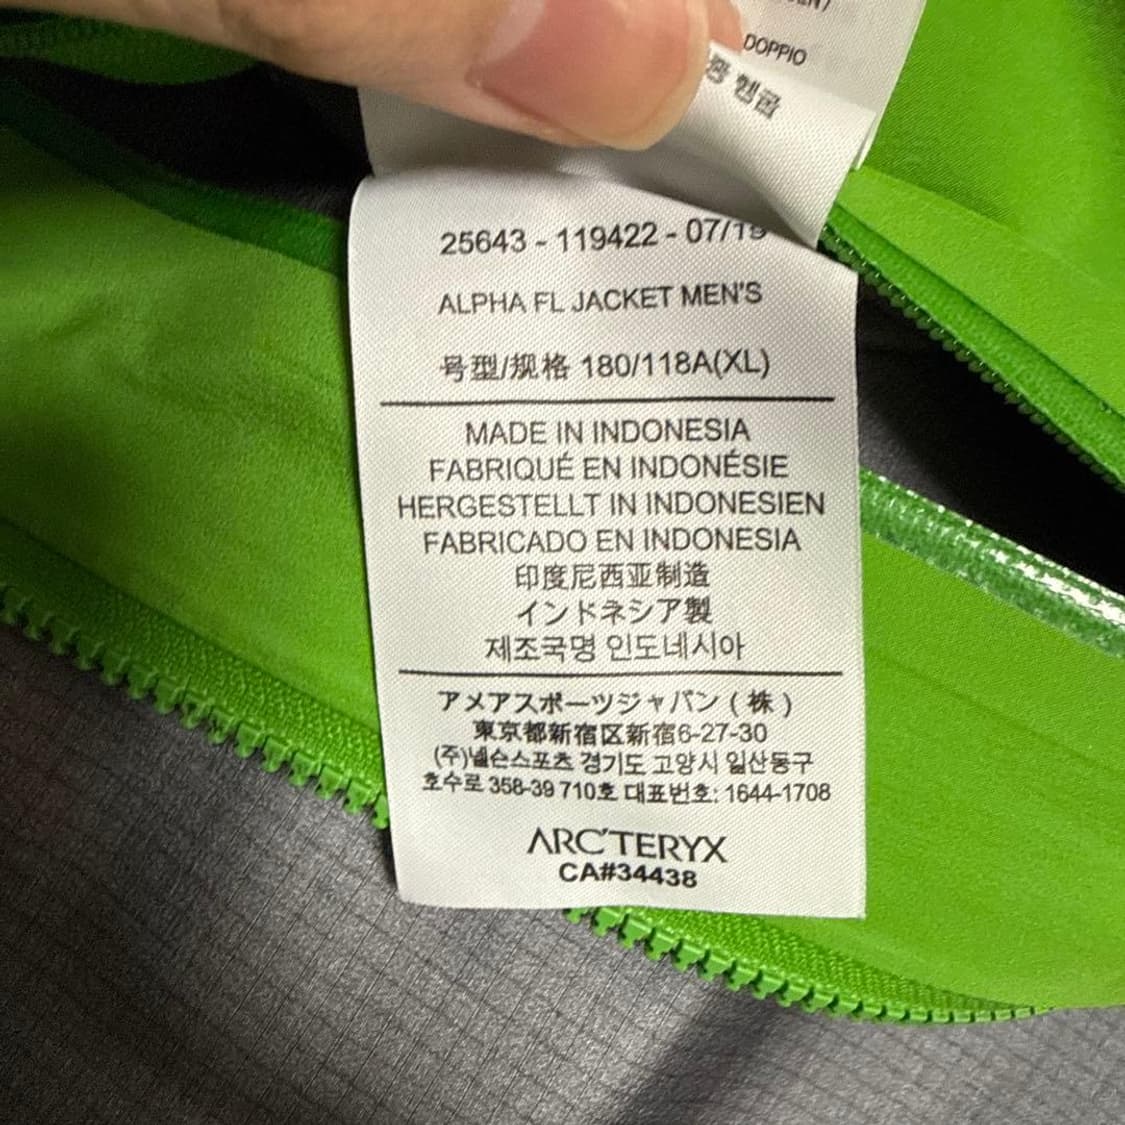 DOPPIO
25643 - 119422 - 07/19
ALPHA FL JACKET MEN'S
号型/规格 180/118A(XL)
MADE IN INDONESIA
FABRIQUÉ EN INDONÉSIE
HERGESTELLT IN INDONESIEN
FABRICADO EN INDONESIA
印度尼西亚制造
インドネシア製
제조국명 인도네시아
アメアスポーツジャパン ( 株 )
東京都新宿区新宿6-27-30
(주)넬슨스포츠 경기도 고양시 일산동구
호수로 358-39 710호 대표번호: 1644-1708
ARC'TERYX
CA#34438